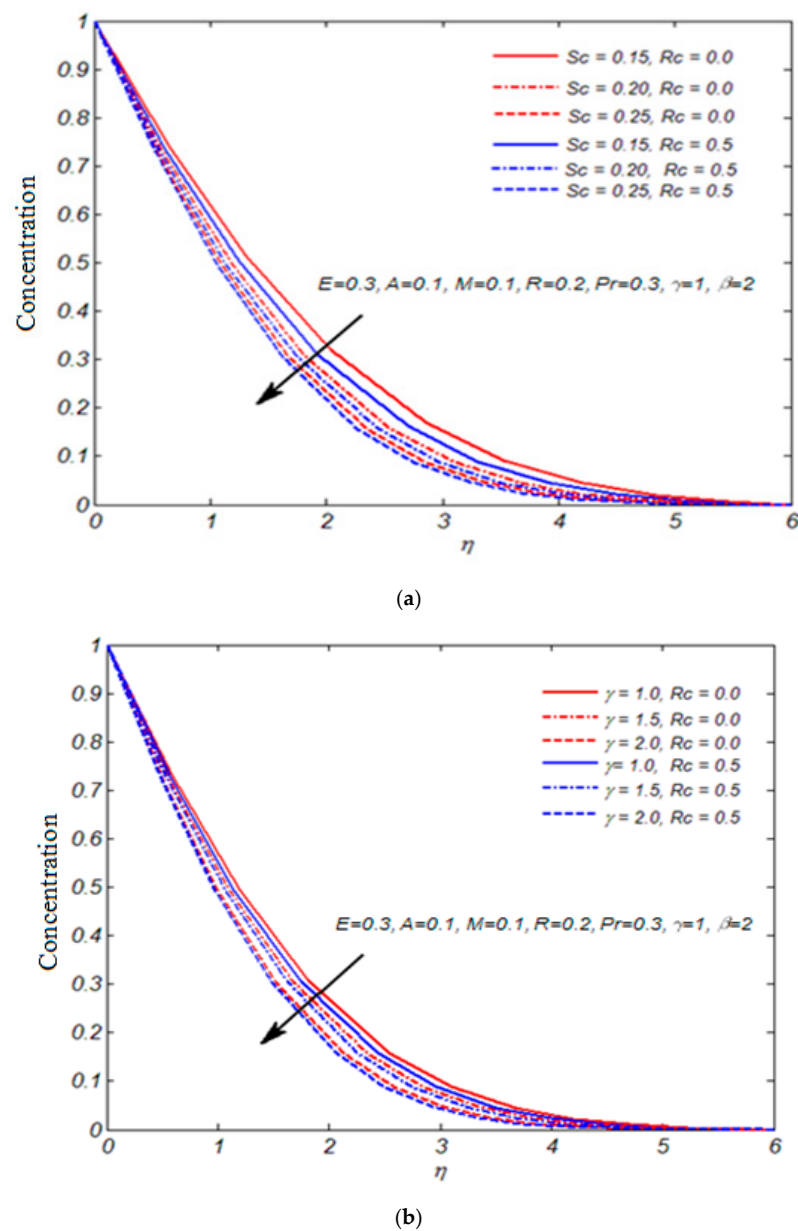 1
0.9
0.8
0.7
0.6
0.5
0.4
0.3
0.2
0.1
0
Concentration
Sc = 0.15, Rc = 0.0
Sc = 0.20, Rc = 0.0
Sc = 0.25, Rc = 0.0
Sc = 0.15, Rc = 0.5
Sc = 0.20, Rc = 0.5
Sc = 0.25, Rc = 0.5
E=0.3, A=0.1, M=0.1, R=0.2, Pr=0.3, γ=1, β=2
0 1 2 3 4 5 6
η
(a)
1
0.9
0.8
0.7
0.6
0.5
0.4
0.3
0.2
0.1
0
Concentration
γ = 1.0, Rc = 0.0
γ = 1.5, Rc = 0.0
γ = 2.0, Rc = 0.0
γ= 1.0, Rc = 0.5
γ = 1.5, Rc = 0.5
γ = 2.0, Rc = 0.5
E=0.3, A=0.1, M=0.1, R=0.2, Pr=0.3, γ=1, β=2
0 1 2 3 4 5 6
η
(b)